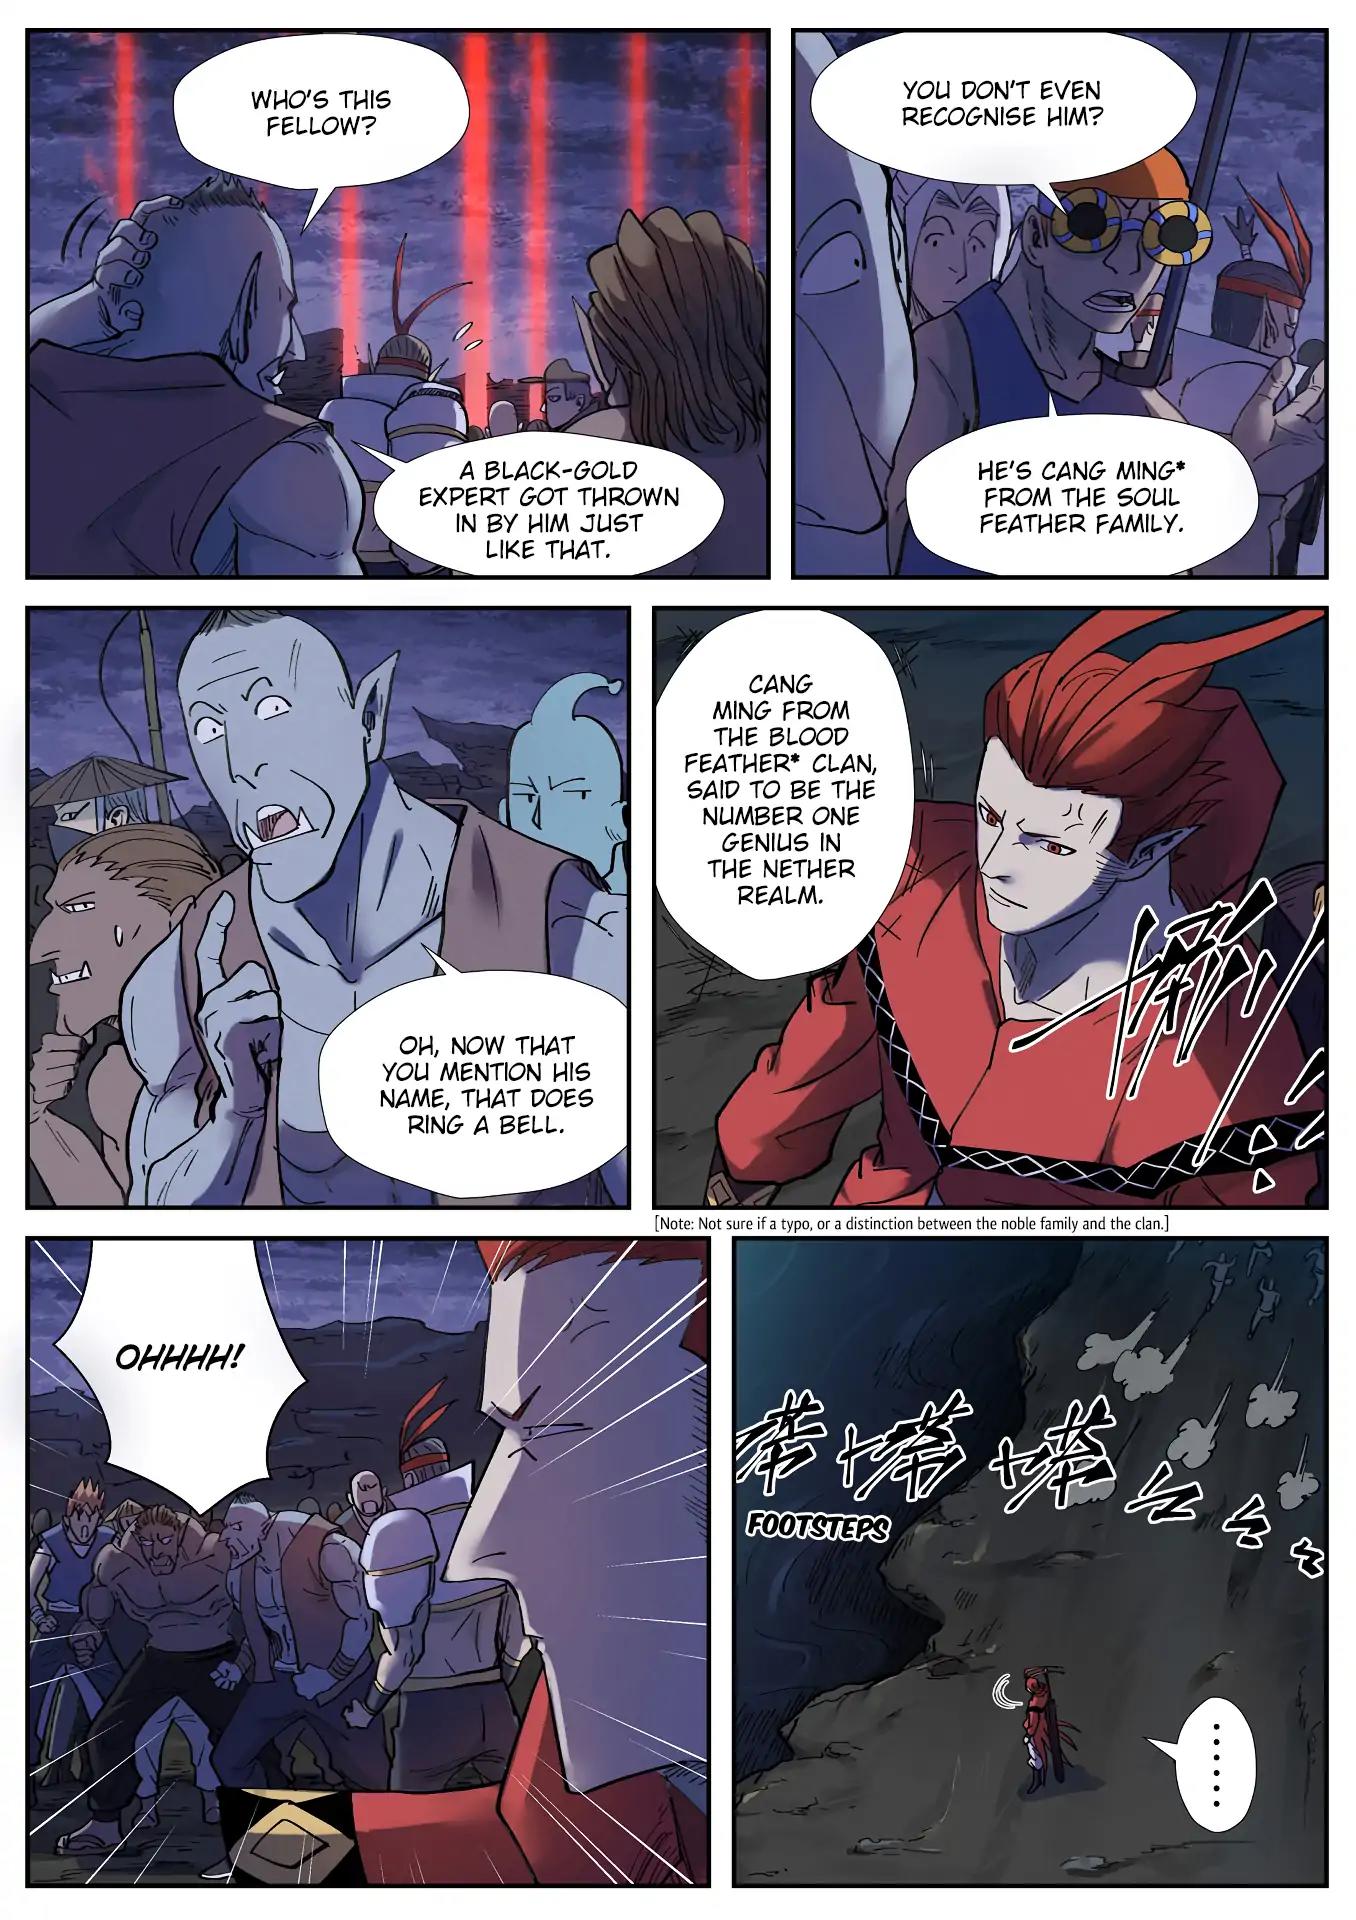 WHO'S THIS
FELLOW?
A BLACK-GOLD
EXPERT GOT THROWN
IN BY HIM JUST
LIKE THAT.
YOU DON'T EVEN
RECOGNISE HIM?
HE'S CANG MING*
FROM THE SOUL
FEATHER FAMILY.
OH, NOW THAT
YOU MENTION HIS
NAME, THAT DOES
RING A BELL.
CANG
MING FROM
THE BLOOD
FEATHER* CLAN,
SAID TO BE THE
NUMBER ONE
GENIUS IN
THE NETHER
REALM.
[Note: Not sure if a typo, or a distinction between the noble family and the clan.]
OHHHH!
FOOTSTEPS
......